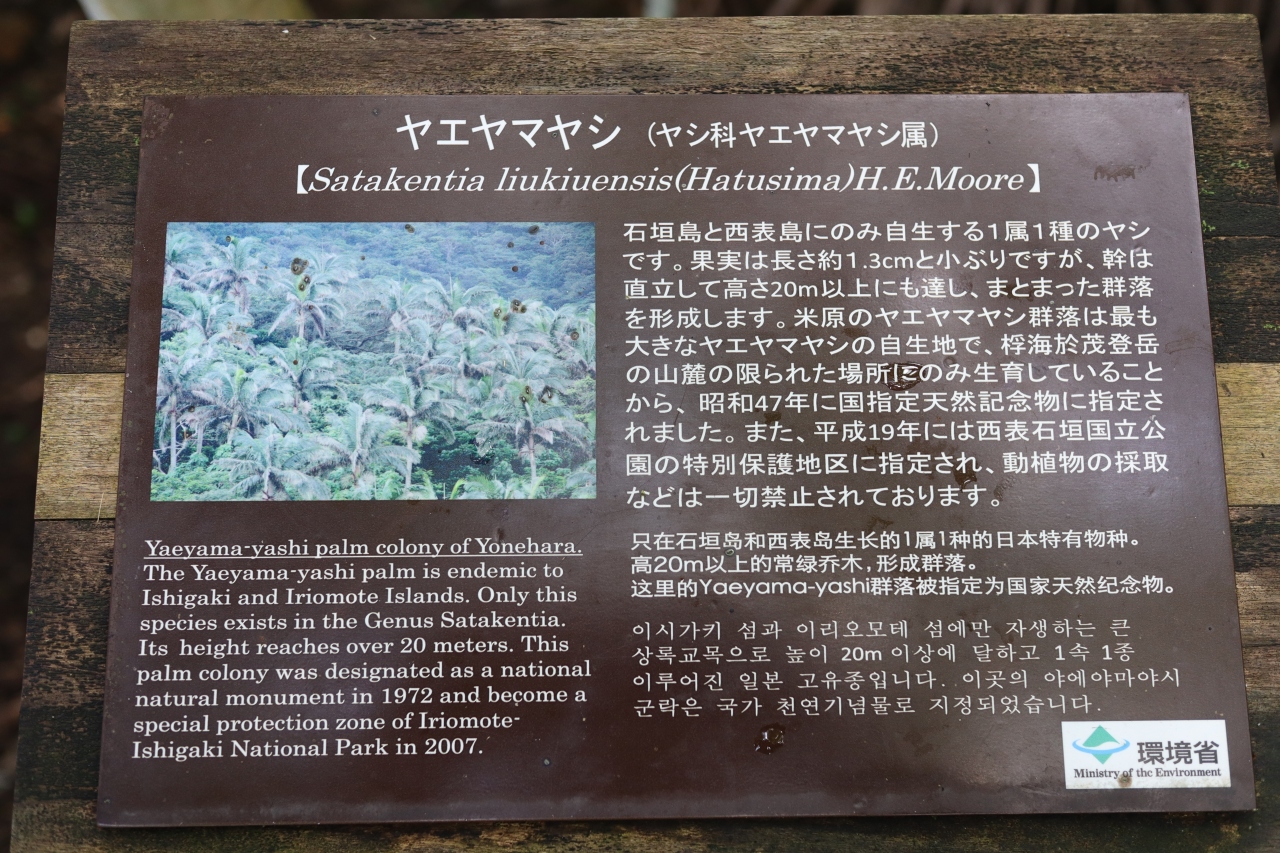 ヤエヤマヤシ（ヤシ科ヤエヤマヤシ属）
【Satakentia liukiuensis(Hatusima)H.E.Moore】
石垣島と西表島にのみ自生する1属1種のヤシ
です。果実は長さ約1.3cmと小ぶりですが、幹は
直立して高さ20m以上にも達し、まとまった群落
を形成します。米原のヤエヤマヤシ群落は最も
大きなヤエヤマヤシの自生地で、桴海於茂登岳
の山麓の限られた場所にのみ生育していること
から、昭和47年に国指定天然記念物に指定さ
れました。また、平成19年には西表石垣国立公
園の特別保護地区に指定され、動植物の採取
などは一切禁止されております。
Yaeyama-yashi palm colony of Yonehara.
The Yaeyama-yashi palm is endemic to
Ishigaki and Iriomote Islands. Only this
species exists in the Genus Satakentia.
Its height reaches over 20 meters. This
palm colony was designated as a national
natural monument in 1972 and become a
special protection zone of Iriomote-
Ishigaki National Park in 2007.
只在石垣岛和西表岛生长的1属1种的日本特有物种。
高20m以上的常绿乔木，形成群落。
这里的Yaeyama-yashi群落被指定为国家天然纪念物。
이시가키 섬과 이리오모테 섬에만 자생하는 큰
상록교목으로 높이 20m 이상에 달하고 1속 1종
이루어진 일본 고유종입니다. 이곳의 야에야마야시
군락은 국가 천연기념물로 지정되었습니다.
環境省
Ministry of the Environment